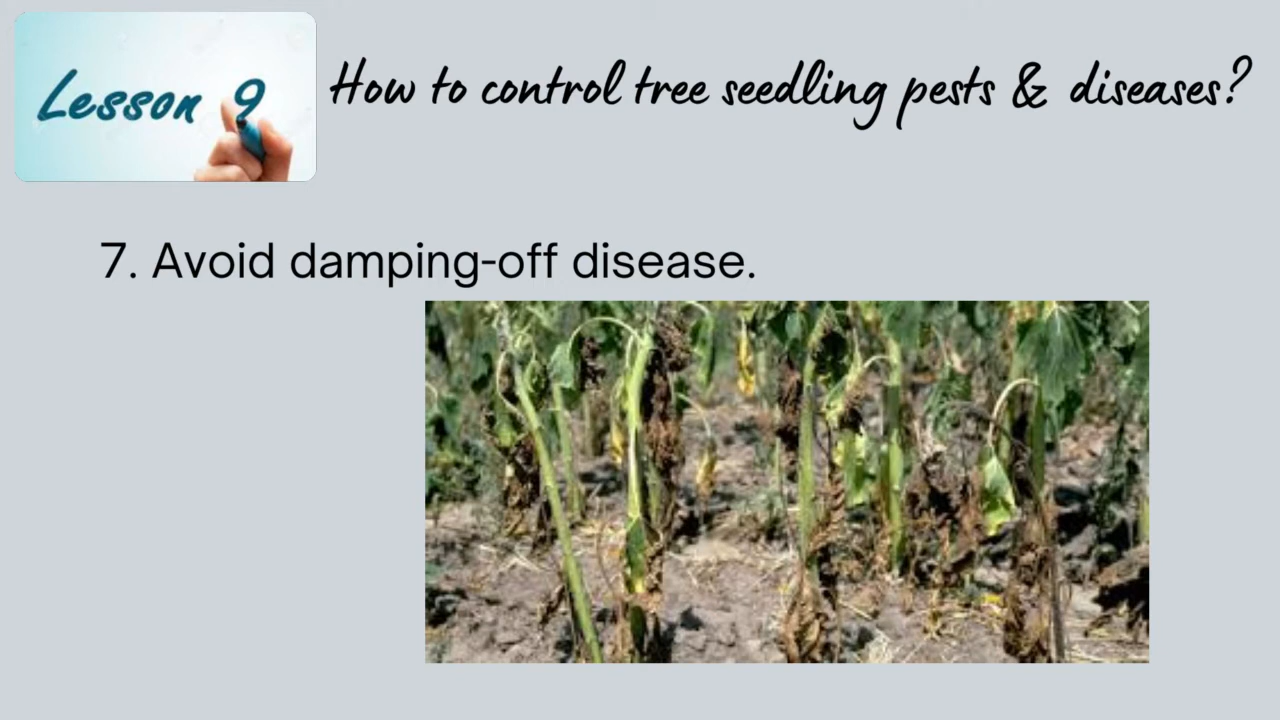 Lesson 9
How to control tree seedling pests & diseases?
7. Avoid damping-off disease.